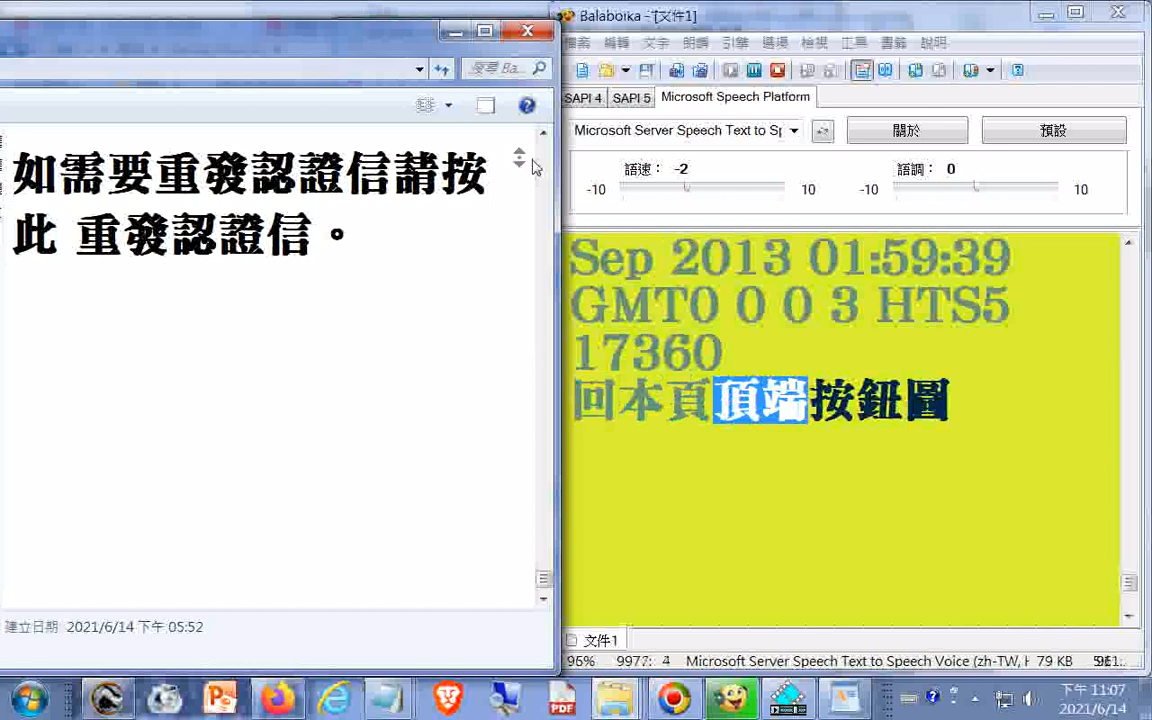 搜尋 Ba...
如需要重發認證信請按
此 重發認證信。
建立日期 2021/6/14 下午 05:52
Balabolka - [文件1]
檔案 編輯 文字 朗讀 引擎 選項 檢視 工具 書籤 說明
SAPI 4 SAPI 5 Microsoft Speech Platform
Microsoft Server Speech Text to Sp
關於
預設
語速: -2
-10
10
語調: 0
-10
10
Sep 2013 01:59:39
GMT0 0 0 3 HTS5
17360
回本頁頂端按鈕圖
文件1
96% 9977: 4 Microsoft Server Speech Text to Speech Voice (zh-TW, H 79 KB
PDF
下午 11:07
2021/6/14